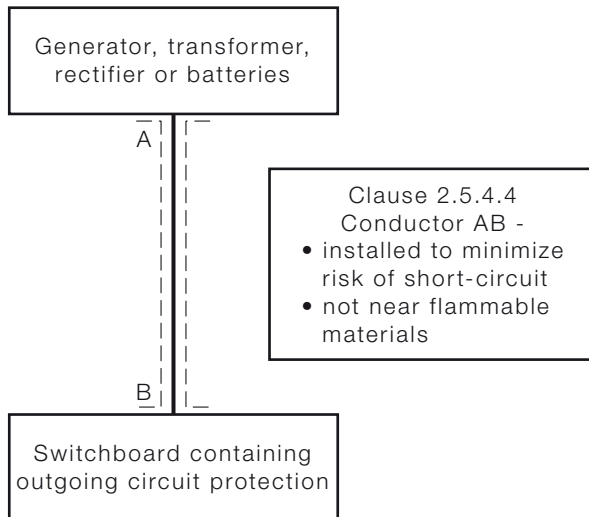 Generator, transformer,
rectifier or batteries
A
Clause 2.5.4.4
Conductor AB -
• installed to minimize
risk of short-circuit
• not near flammable
materials
B
Switchboard containing
outgoing circuit protection